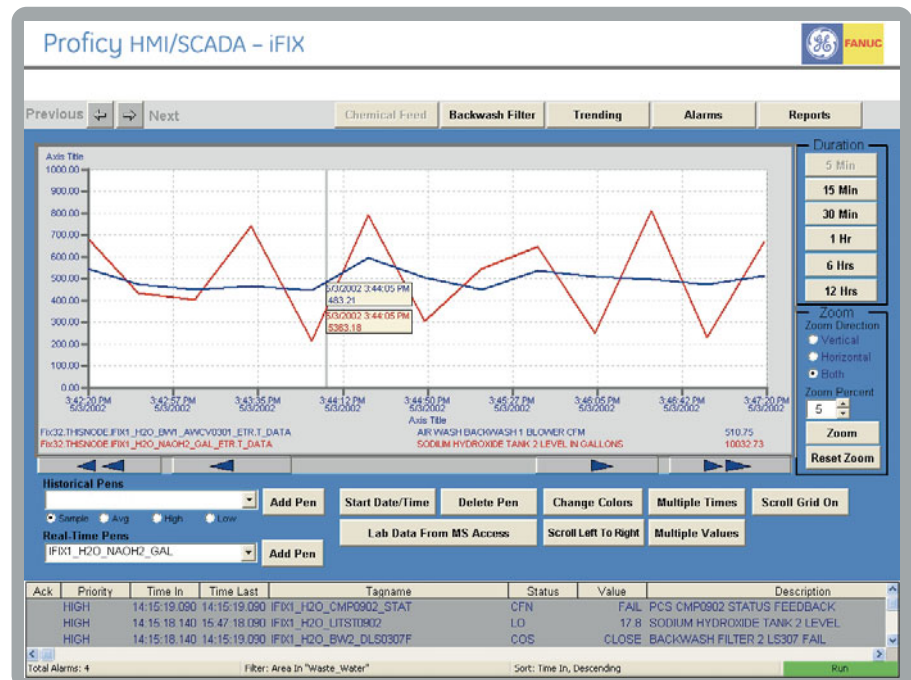 Proficy HMI/SCADA – iFIX
GE FANUC
Previous Next Chemical Feed Backwash Filter Trending Alarms Reports
Axis Title
1000.00
900.00
800.00
700.00
600.00
500.00
400.00
300.00
200.00
100.00
0.00
5/3/2002 3:44:05 PM
483.21
5/3/2002 3:44:05 PM
5363.18
3:42:20 PM 3:42:57 PM 3:43:35 PM 3:44:12 PM 3:44:50 PM 3:45:27 PM 3:46:05 PM 3:46:42 PM 3:47:20 PM
5/3/2002 5/3/2002 5/3/2002 5/3/2002 5/3/2002 5/3/2002 5/3/2002 5/3/2002 5/3/2002
Axis Title
Fix32.THISNODE.IFIX1_H2O_BW1_AWCV0301_ETR.T_DATA AIR WASH BACKWASH 1 BLOWER CFM 510.75
Fix32.THISNODE.IFIX1_H2O_NAOH2_GAL_ETR.T_DATA SODIUM HYDROXIDE TANK 2 LEVEL IN GALLONS 10032.73
Duration
5 Min
15 Min
30 Min
1 Hr
6 Hrs
12 Hrs
Zoom
Zoom Direction
Vertical
Horizontal
Both
Zoom Percent
5
Zoom
Reset Zoom
Historical Pens
Add Pen Start Date/Time Delete Pen Change Colors Multiple Times Scroll Grid On
Sample Avg High Low
Lab Data From MS Access Scroll Left To Right Multiple Values
Real-Time Pens
IFIX1_H2O_NAOH2_GAL Add Pen
Ack Priority Time In Time Last Tagname Status Value Description
HIGH 14:15:19.090 14:15:19.090 IFIX1_H2O_CMP0902_STAT CFN FAIL PCS CMP0902 STATUS FEEDBACK
HIGH 14:15:18.140 15:47:18.090 IFIX1_H2O_LITST0902 LO 17.8 SODIUM HYDROXIDE TANK 2 LEVEL
HIGH 14:15:18.140 14:15:19.090 IFIX1_H2O_BW2_DLS0307F COS CLOSE BACKWASH FILTER 2 LS307 FAIL
Total Alarms: 4 Filter: Area In "Waste_Water" Sort: Time In, Descending Run